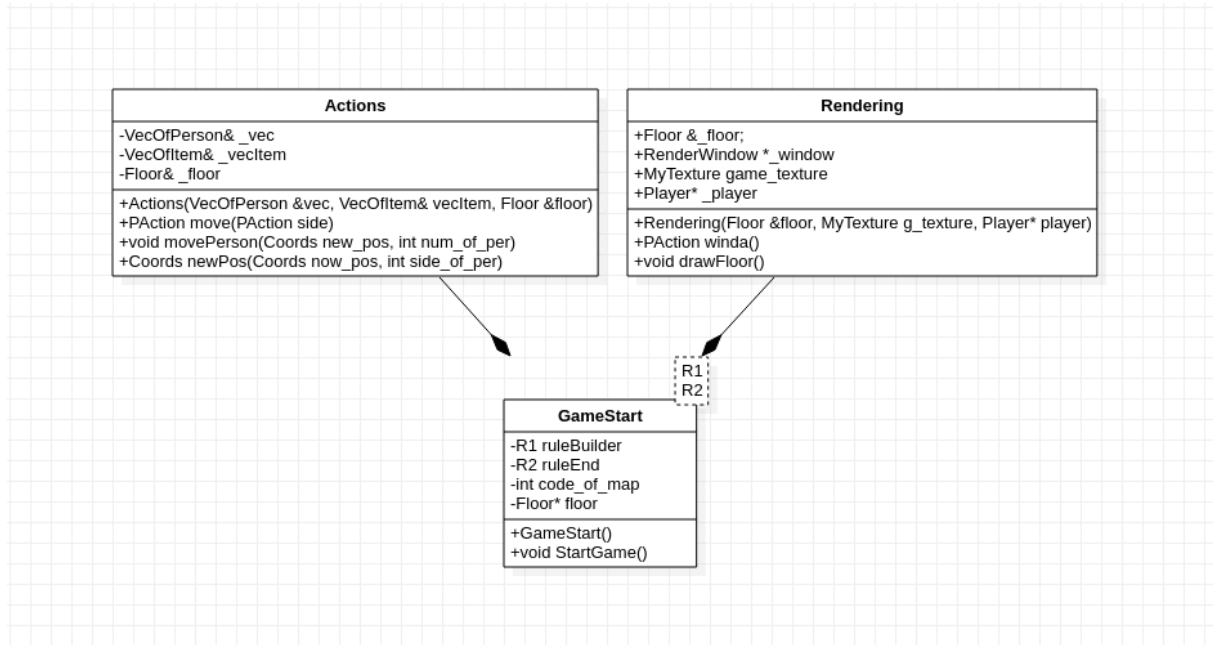 Actions
-VecOfPerson& _vec
-VecOfItem& _vecItem
-Floor& _floor
+Actions(VecOfPerson &vec, VecOfItem& vecItem, Floor &floor)
+PAction move(PAction side)
+void movePerson(Coords new_pos, int num_of_per)
+Coords newPos(Coords now_pos, int side_of_per)
Rendering
+Floor &_floor;
+RenderWindow *_window
+MyTexture game_texture
+Player* _player
+Rendering(Floor &floor, MyTexture g_texture, Player* player)
+PAction winda()
+void drawFloor()
R1
R2
GameStart
-R1 ruleBuilder
-R2 ruleEnd
-int code_of_map
-Floor* floor
+GameStart()
+void StartGame()